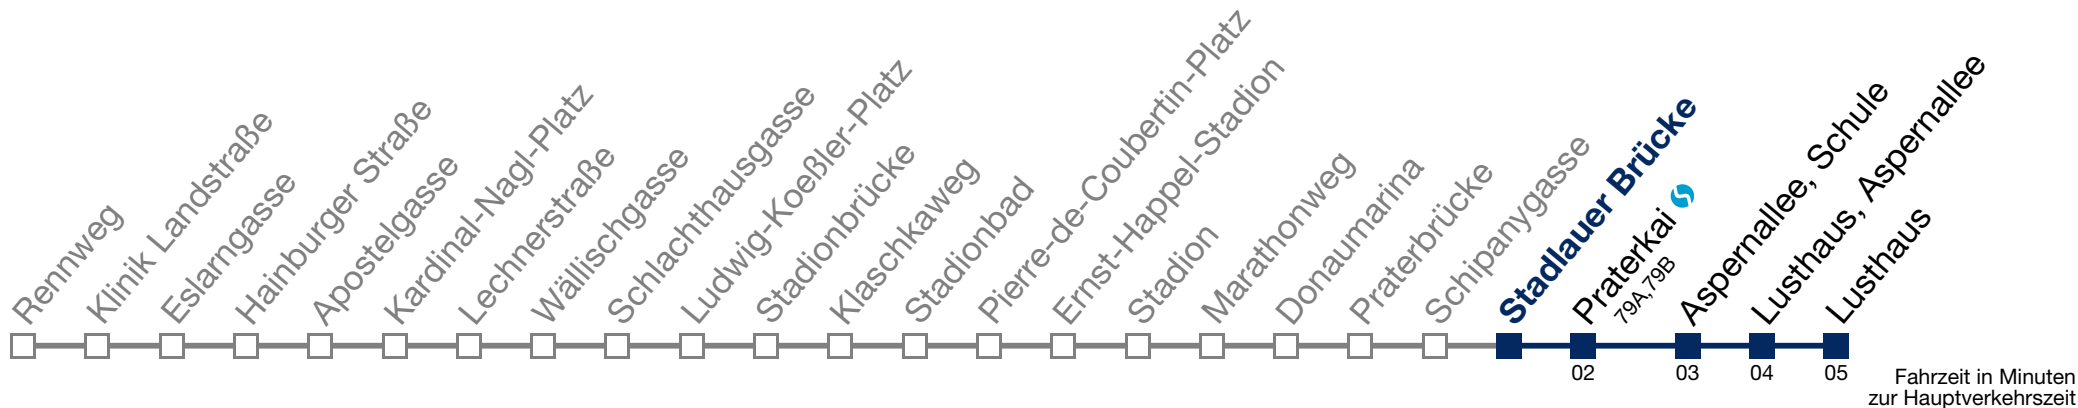 Rennweg
Klinik Landstraße
Eslarngasse
Hainburger Straße
Apostelgasse
Kardinal-Nagl-Platz
Lechnerstraße
Wällischgasse
Schlachthausgasse
Ludwig-Koeßler-Platz
Stadionbrücke
Klaschkaweg
Stadionbad
Pierre-de-Coubertin-Platz
Ernst-Happel-Stadion
Stadion
Marathonweg
Donaumarina
Praterbrücke
Schipanygasse
Stadlauer Brücke
Praterkai
79A,79B
Aspernallee, Schule
Lusthaus, Aspernallee
Lusthaus
02
03
04
05
Fahrzeit in Minuten
zur Hauptverkehrszeit